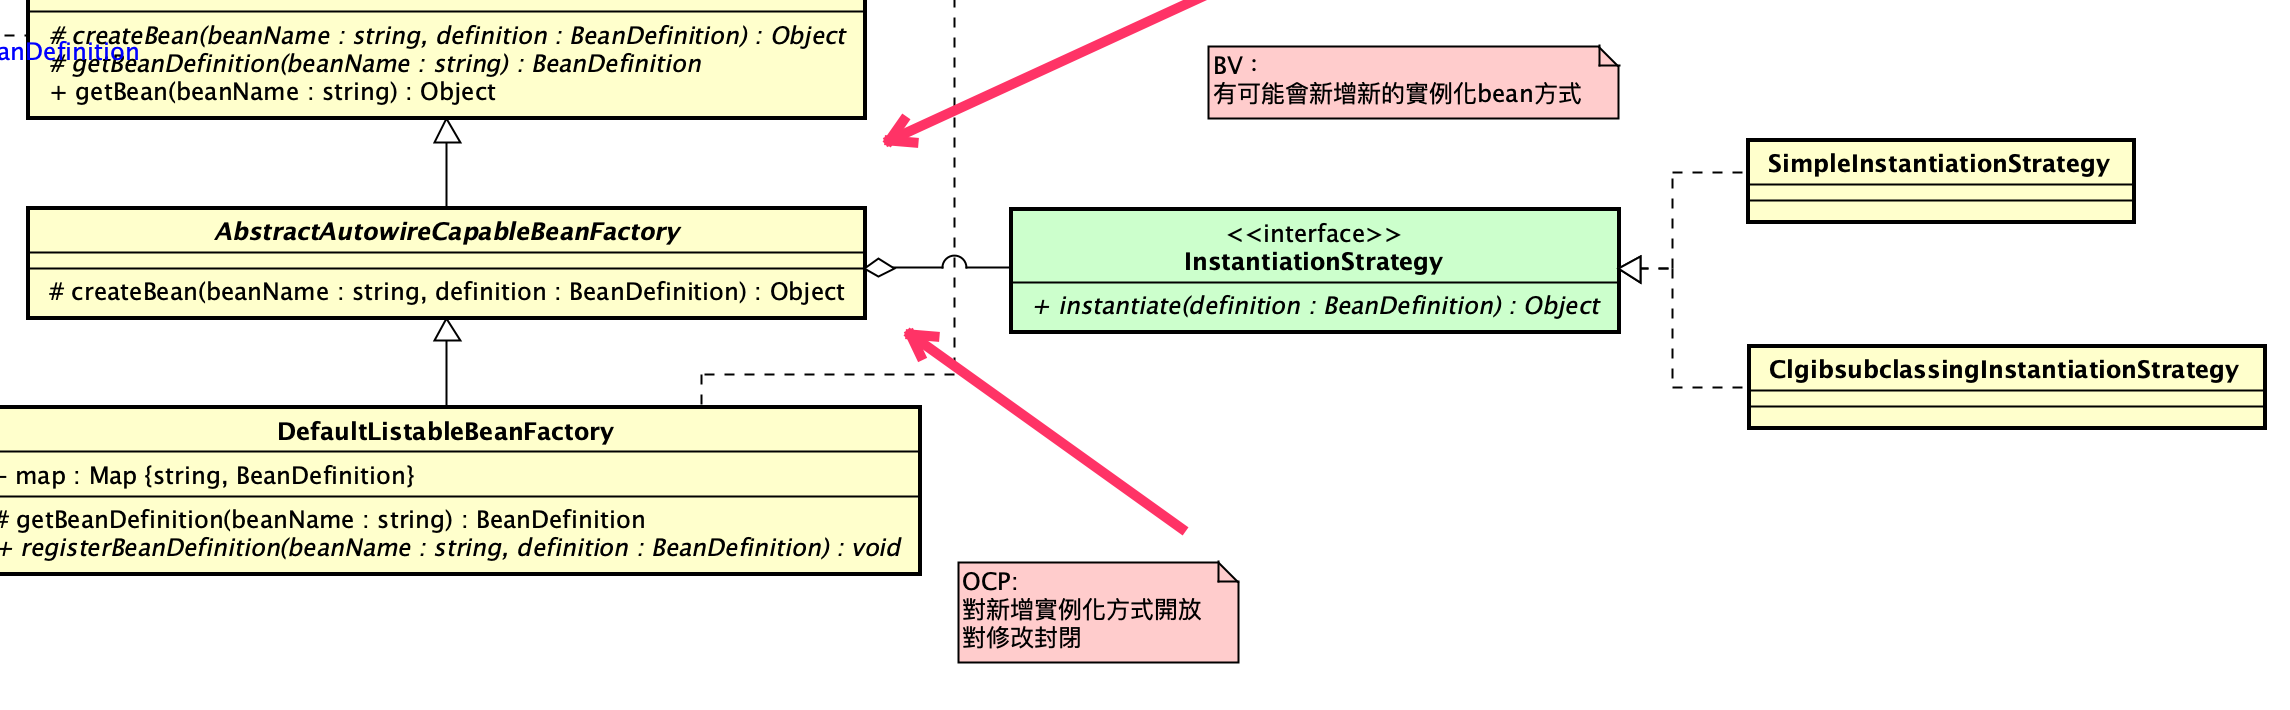 # createBean(beanName : string, definition : BeanDefinition) : Object
anDefinition
# getBeanDefinition(beanName : string) : BeanDefinition
+ getBean(beanName : string) : Object
BV：
有可能會新增新的實例化bean方式
SimpleInstantiationStrategy
AbstractAutowireCapableBeanFactory
# createBean(beanName : string, definition : BeanDefinition) : Object
<<interface>>
InstantiationStrategy
+ instantiate(definition : BeanDefinition) : Object
ClgibsubclassingInstantiationStrategy
DefaultListableBeanFactory
- map : Map {string, BeanDefinition}
# getBeanDefinition(beanName : string) : BeanDefinition
+ registerBeanDefinition(beanName : string, definition : BeanDefinition) : void
OCP:
對新增實例化方式開放
對修改封閉